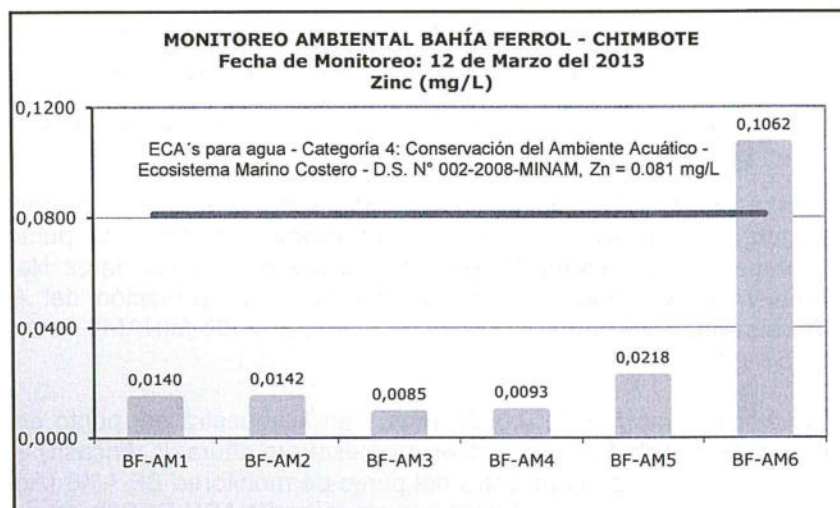 MONITOREO AMBIENTAL BAHÍA FERROL - CHIMBOTE
Fecha de Monitoreo: 12 de Marzo del 2013
Zinc (mg/L)
0,1200
0,1062
ECA´s para agua - Categoría 4: Conservación del Ambiente Acuático -
Ecosistema Marino Costero - D.S. N° 002-2008-MINAM, Zn = 0.081 mg/L
0,0800
0,0400
0,0140 0,0142 0,0085 0,0093 0,0218
0,0000
BF-AM1 BF-AM2 BF-AM3 BF-AM4 BF-AM5 BF-AM6